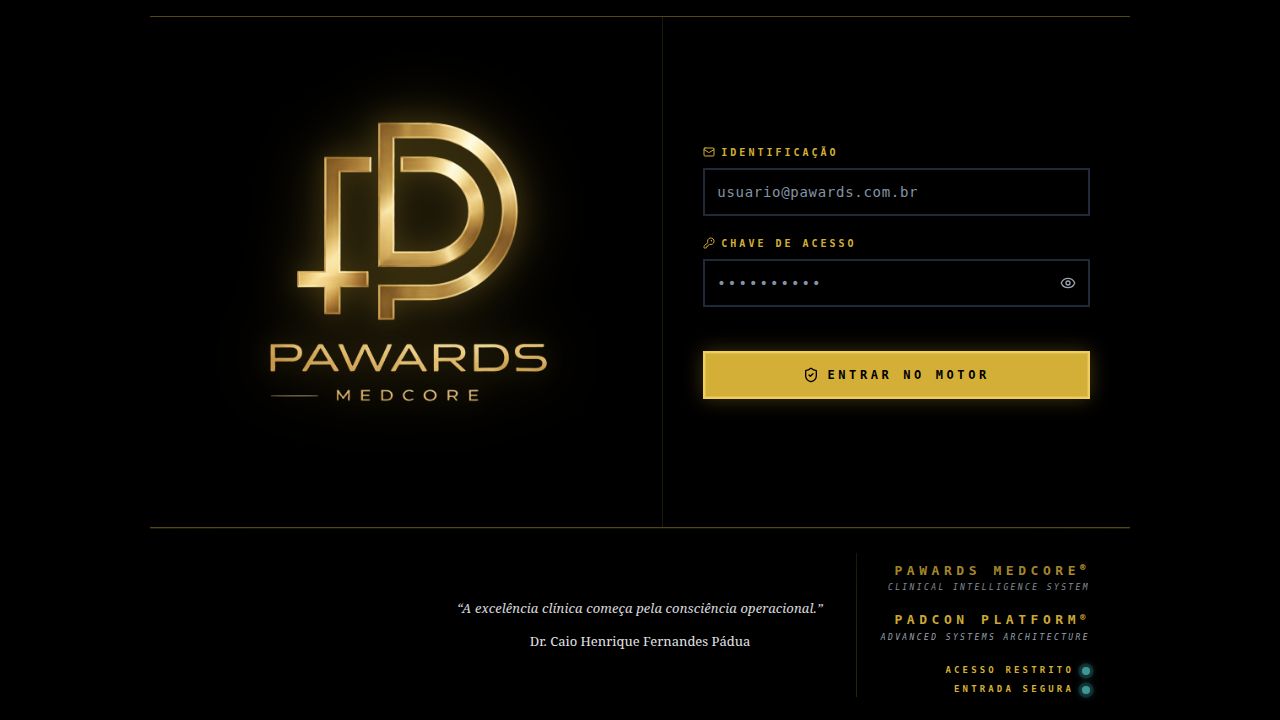 PAWARDS
MEDCORE
IDENTIFICAÇÃO
usuario@pawards.com.br
CHAVE DE ACESSO
••••••••••
ENTRAR NO MOTOR
“A excelência clínica começa pela consciência operacional.”
Dr. Caio Henrique Fernandes Pádua
PAWARDS MEDCORE®
CLINICAL INTELLIGENCE SYSTEM
PADCON PLATFORM®
ADVANCED SYSTEMS ARCHITECTURE
ACESSO RESTRITO
ENTRADA SEGURA